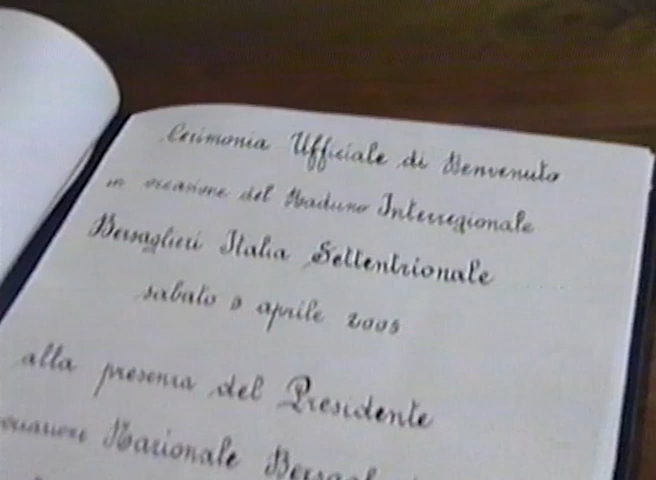 Cerimonia Ufficiale di Benvenuto
in occasione del Raduno Interregionale
Bersaglieri Italia Settentrionale
sabato 9 aprile 2005
alla presenza del Presidente
Nazionale Bersagl